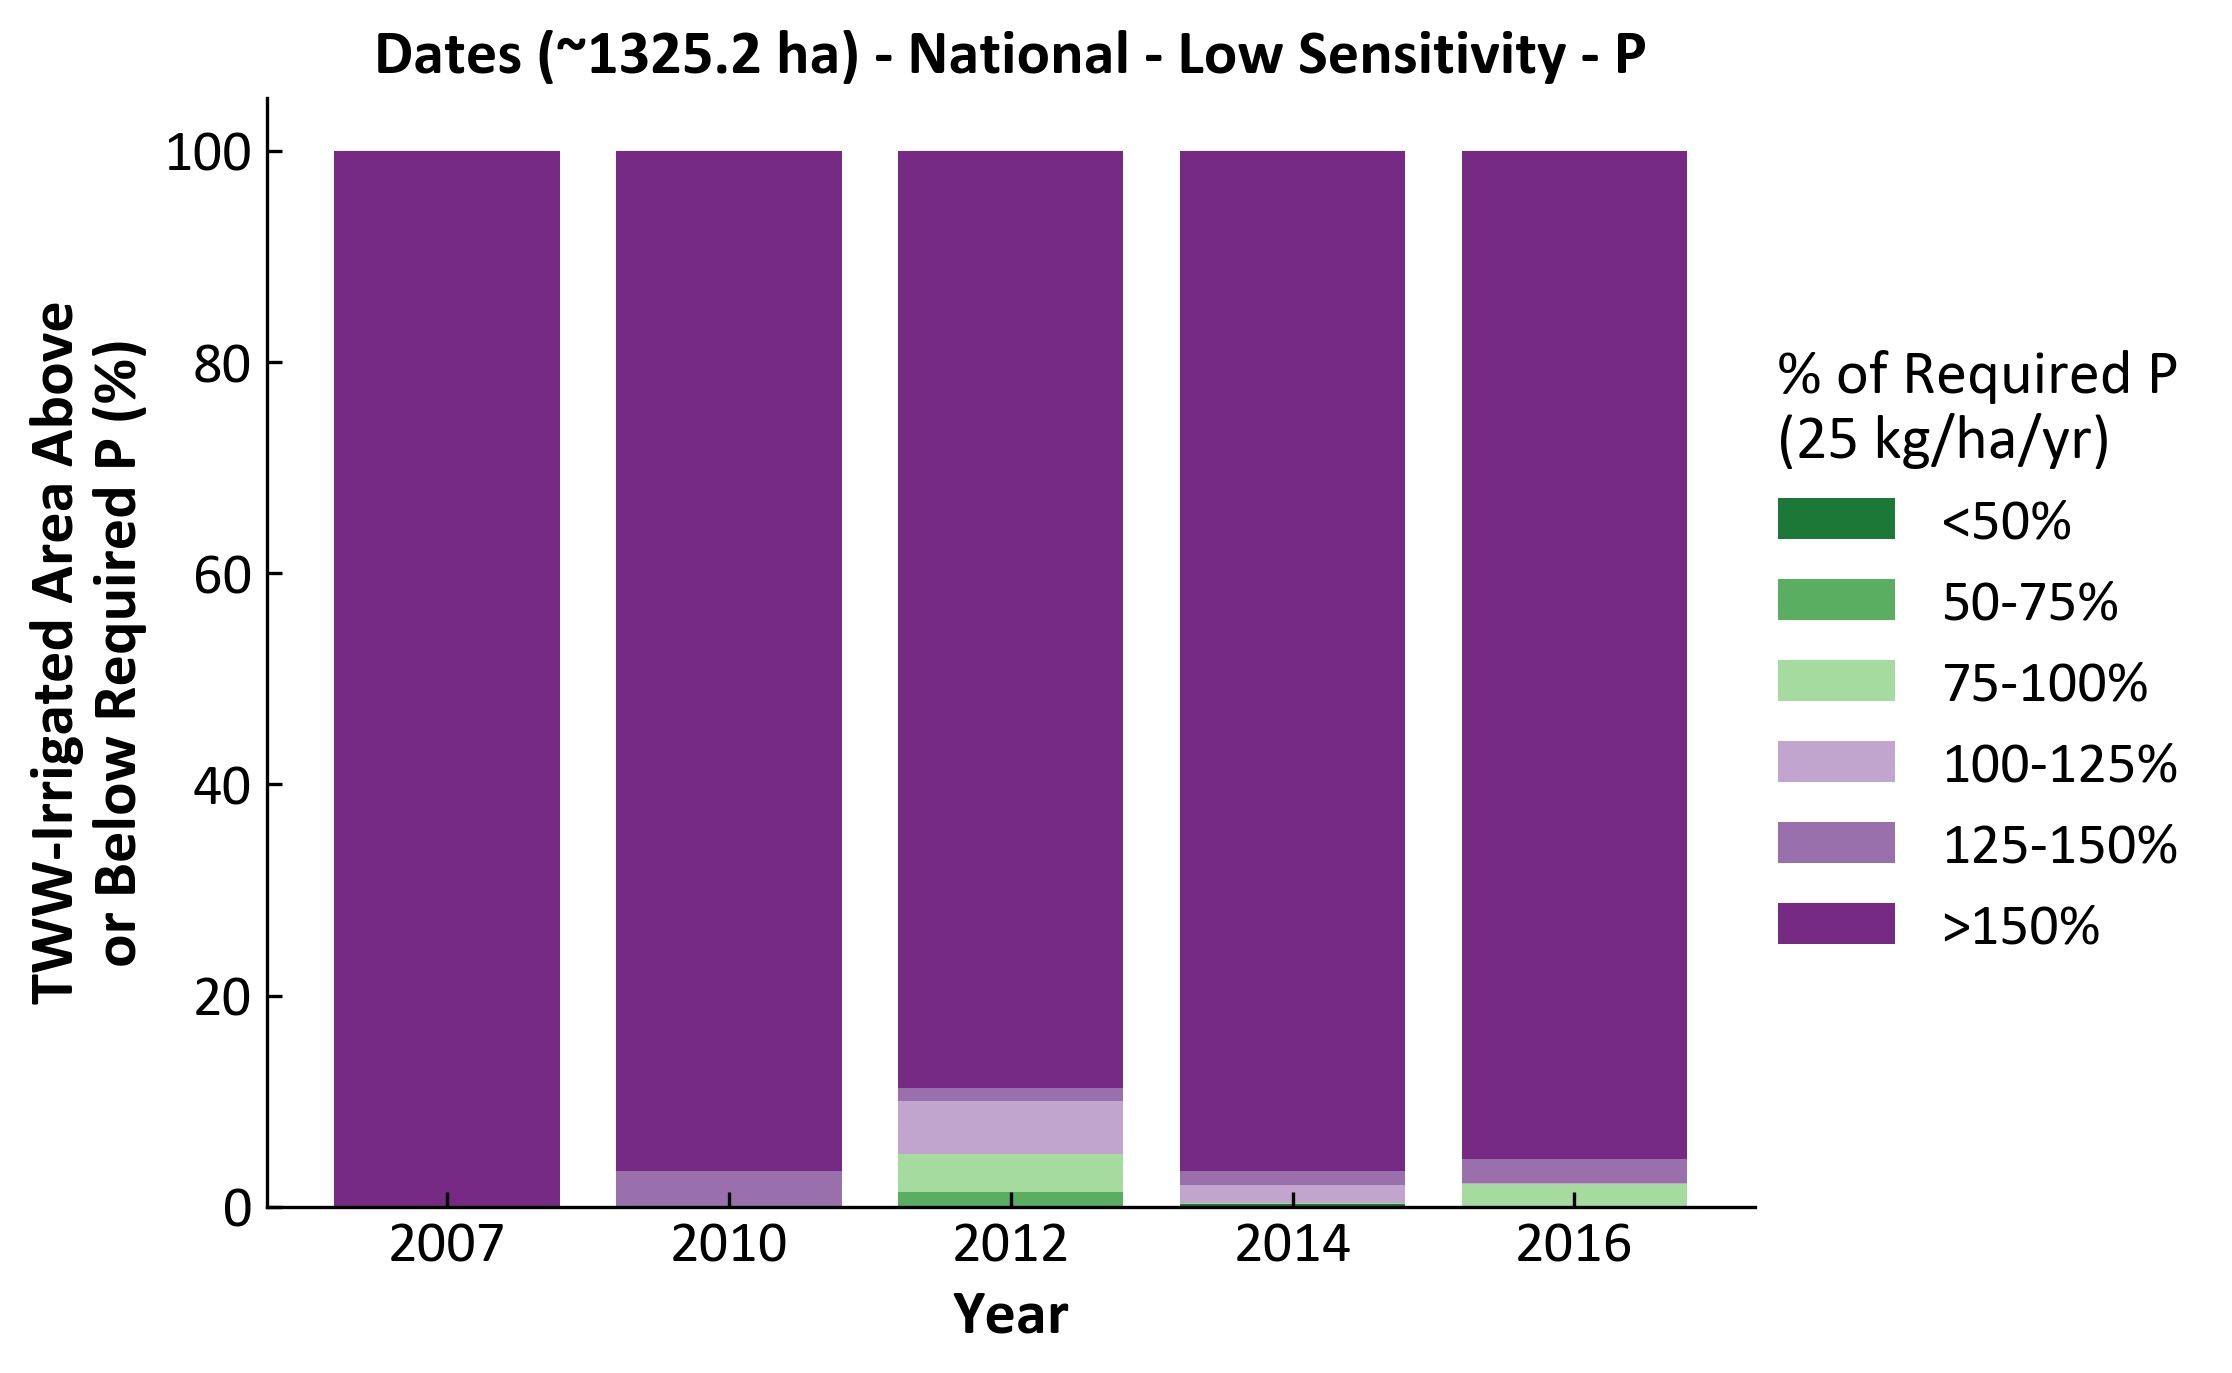 Dates (~1325.2 ha) - National - Low Sensitivity - P
TWW-Irrigated Area Above
or Below Required P (%)
100
80
60
40
20
0
2007
2010
2012
2014
2016
Year
% of Required P
(25 kg/ha/yr)
<50%
50-75%
75-100%
100-125%
125-150%
>150%